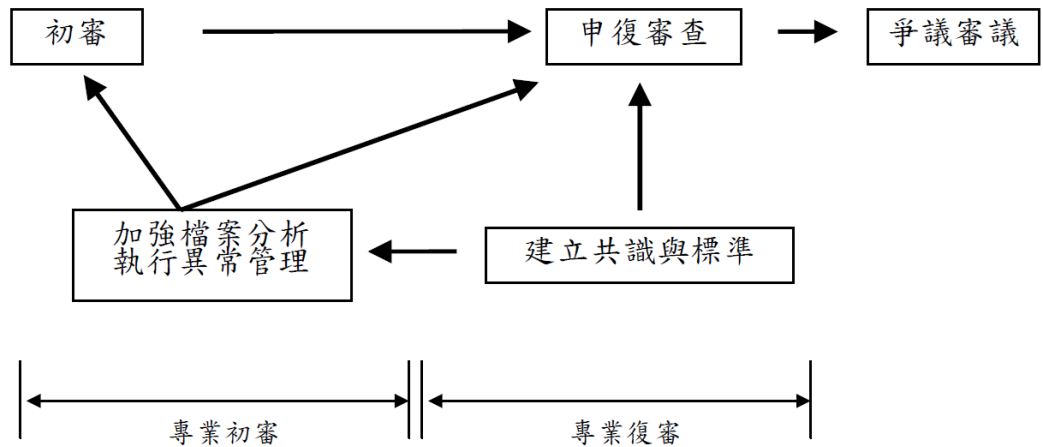 初審
申復審查
爭議審議
加強檔案分析
執行異常管理
建立共識與標準
專業初審
專業復審